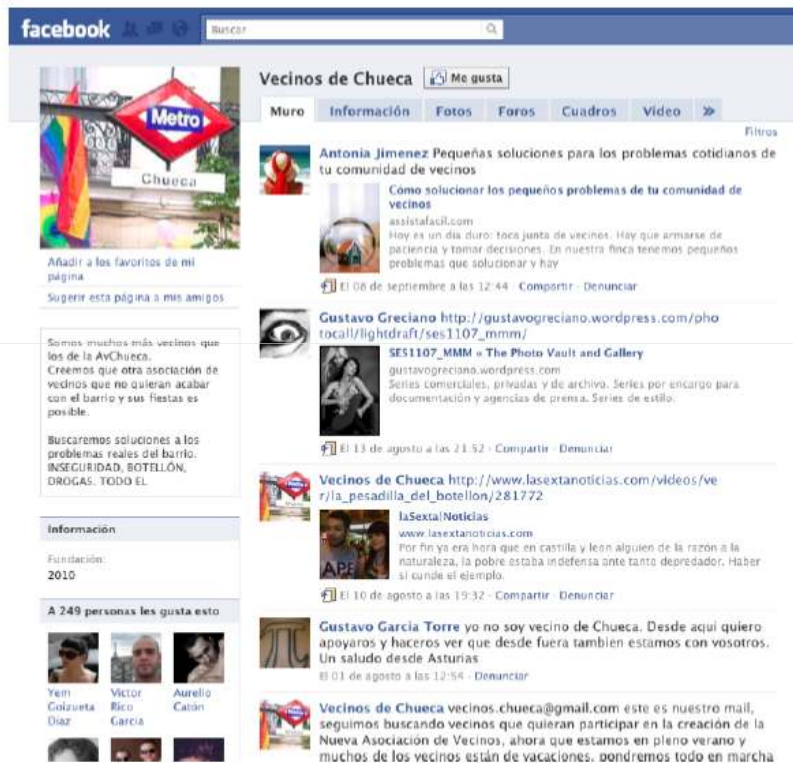 facebook
Buscar
Metro
Chueca
Añadir a los favoritos de mi
página
Sugerir esta página a mis amigos
Somos muchos más vecinos que
los de la AvChueca.
Creemos que otra asociación de
vecinos que no quieran acabar
con el barrio y sus fiestas es
posible.
Buscaremos soluciones a los
problemas reales del barrio.
INSEGURIDAD, BOTELLÓN,
DROGAS. TODO EL
Información
Fundación:
2010
A 249 personas les gusta esto
Yem
Goizueta
Díaz
Victor
Rico
García
Aurelio
Catón
Vecinos de Chueca
Me gusta
Muro Información Fotos Foros Cuadros Video »
Filtros
Antonia Jimenez Pequeñas soluciones para los problemas cotidianos de
tu comunidad de vecinos
Cómo solucionar los pequeños problemas de tu comunidad de
vecinos
assistafacil.com
Hoy es un día duro: toca junta de vecinos. Hay que armarse de
paciencia y tomar decisiones. En nuestra finca tenemos pequeños
problemas que solucionar y hay
El 06 de septiembre a las 12:44 · Compartir · Denunciar
Gustavo Greciano http://gustavogreciano.wordpress.com/pho
tocall/lightdraft/ses1107_mmm/
SES1107_MMM « The Photo Vault and Gallery
gustavogreciano.wordpress.com
Series comerciales, privadas y de archivo. Series por encargo para
documentación y agencias de prensa. Series de estilo.
El 13 de agosto a las 21:52 · Compartir · Denunciar
Vecinos de Chueca http://www.lasextanoticias.com/videos/ve
r/la_pesadilla_del_botellon/281772
laSexta|Noticias
www.lasextanoticias.com
Por fin ya era hora que en castilla y leon alguien de la razón a la
naturaleza, la pobre estaba indefensa ante tanto depredador. Haber
si cunde el ejemplo.
APE
El 10 de agosto a las 19:32 · Compartir · Denunciar
Gustavo Garcia Torre yo no soy vecino de Chueca. Desde aqui quiero
apoyaros y haceros ver que desde fuera tambien estamos con vosotros.
Un saludo desde Asturias
El 01 de agosto a las 12:54 · Denunciar
Vecinos de Chueca vecinos.chueca@gmail.com este es nuestro mail,
seguimos buscando vecinos que quieran participar en la creación de la
Nueva Asociación de Vecinos, ahora que estamos en pleno verano y
muchos de los vecinos están de vacaciones, pondremos todo en marcha